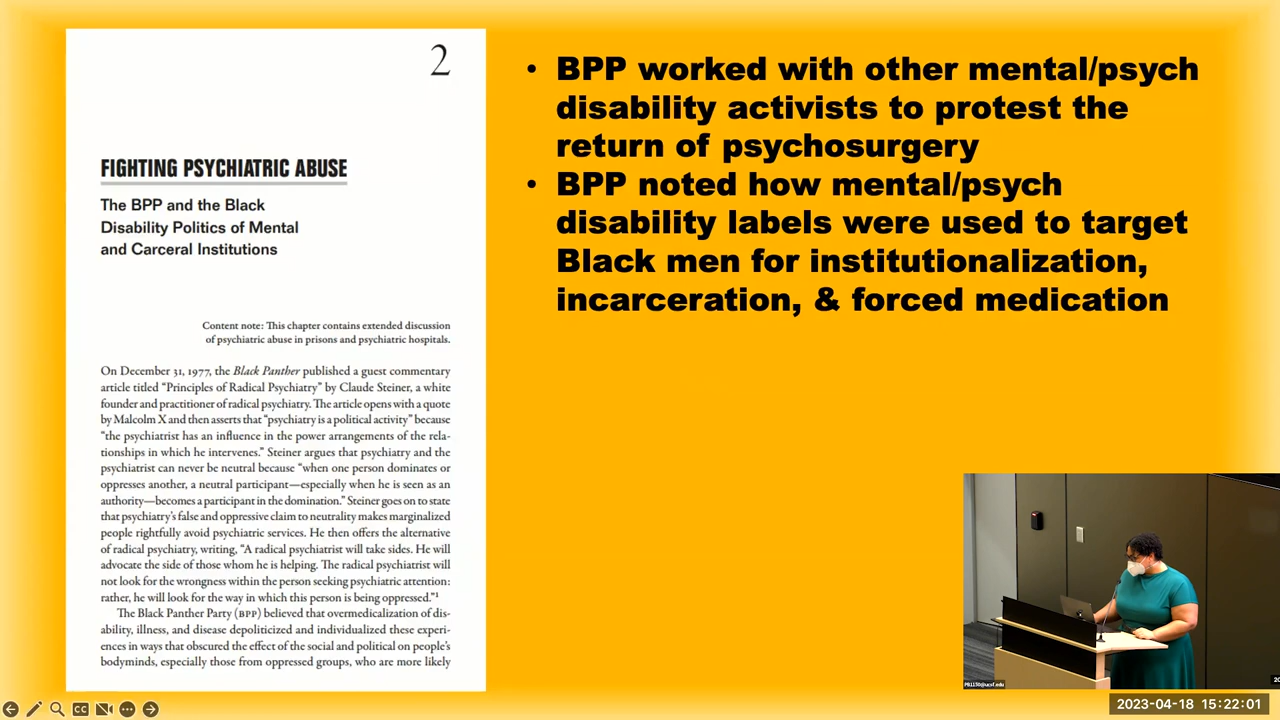 2
FIGHTING PSYCHIATRIC ABUSE
The BPP and the Black
Disability Politics of Mental
and Carceral Institutions
Content note: This chapter contains extended discussion
of psychiatric abuse in prisons and psychiatric hospitals.
On December 31, 1977, the Black Panther published a guest commentary
article titled “Principles of Radical Psychiatry” by Claude Steiner, a white
founder and practitioner of radical psychiatry. The article opens with a quote
by Malcolm X and then asserts that “psychiatry is a political activity” because
“the psychiatrist has an influence in the power arrangements of the rela-
tionships in which he intervenes.” Steiner argues that psychiatry and the
psychiatrist can never be neutral because “when one person dominates or
oppresses another, a neutral participant—especially when he is seen as an
authority—becomes a participant in the domination.” Steiner goes on to state
that psychiatry’s false and oppressive claim to neutrality makes marginalized
people rightfully avoid psychiatric services. He then offers the alternative
of radical psychiatry, writing, “A radical psychiatrist will take sides. He will
advocate the side of those whom he is helping. The radical psychiatrist will
not look for the wrongness within the person seeking psychiatric attention:
rather, he will look for the way in which this person is being oppressed.”1
The Black Panther Party (BPP) believed that overmedicalization of dis-
ability, illness, and disease depoliticized and individualized these experi-
ences in ways that obscured the effect of the social and political on people’s
bodyminds, especially those from oppressed groups, who are more likely
• BPP worked with other mental/psych
disability activists to protest the
return of psychosurgery
• BPP noted how mental/psych
disability labels were used to target
Black men for institutionalization,
incarceration, & forced medication
CC
2023-04-18 15:22:01